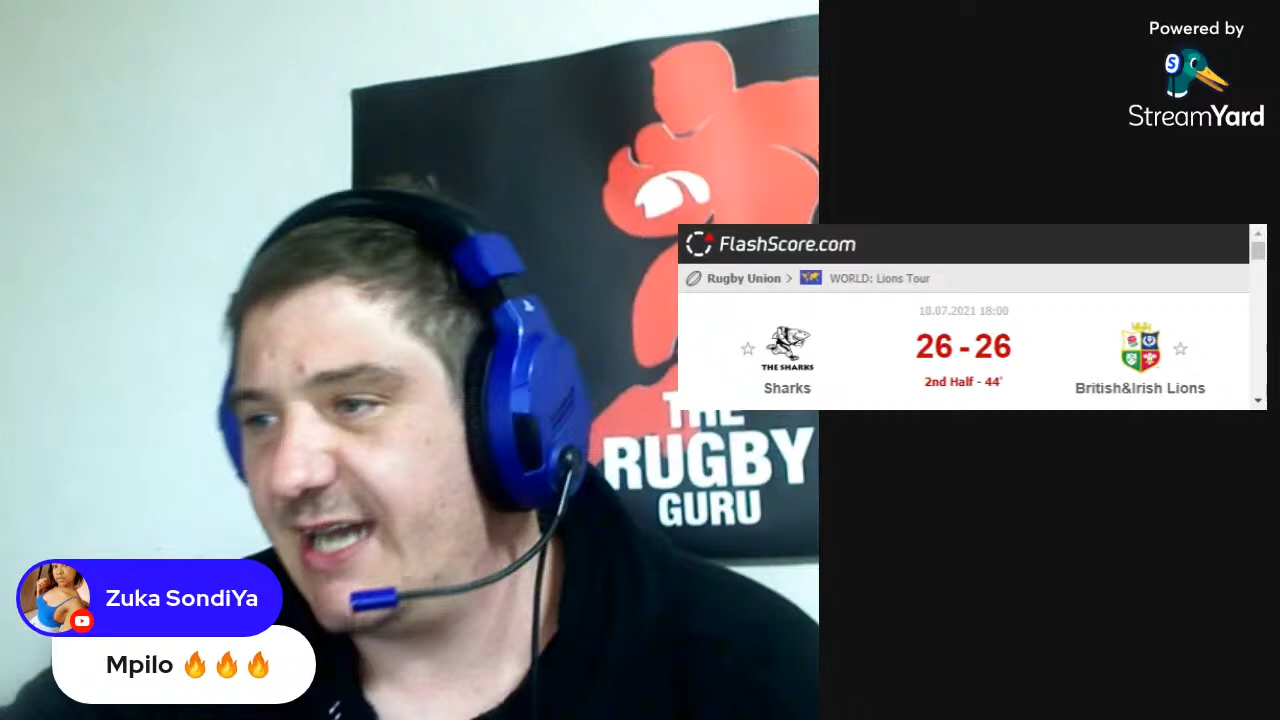 Powered by
StreamYard
FlashScore.com
Rugby Union > WORLD: Lions Tour
10.07.2021 18:00
26 - 26
2nd Half - 44'
THE SHARKS
Sharks
British&Irish Lions
THE
RUGBY
GURU
Zuka SondiYa
Mpilo 🔥🔥🔥